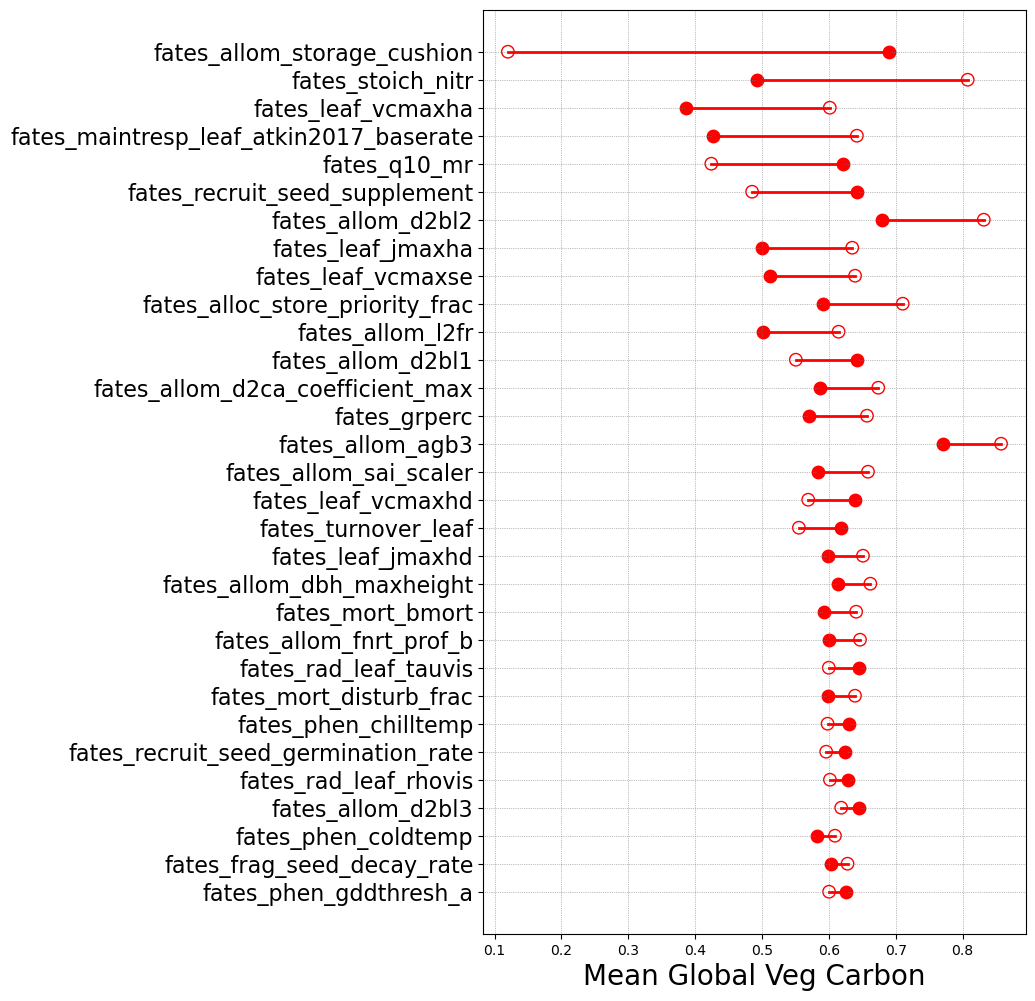 fates_allom_storage_cushion
fates_stoich_nitr
fates_leaf_vcmaxha
fates_maintresp_leaf_atkin2017_baserate
fates_q10_mr
fates_recruit_seed_supplement
fates_allom_d2bl2
fates_leaf_jmaxha
fates_leaf_vcmaxse
fates_alloc_store_priority_frac
fates_allom_l2fr
fates_allom_d2bl1
fates_allom_d2ca_coefficient_max
fates_grperc
fates_allom_agb3
fates_allom_sai_scaler
fates_leaf_vcmaxhd
fates_turnover_leaf
fates_leaf_jmaxhd
fates_allom_dbh_maxheight
fates_mort_bmort
fates_allom_fnrt_prof_b
fates_rad_leaf_tauvis
fates_mort_disturb_frac
fates_phen_chilltemp
fates_recruit_seed_germination_rate
fates_rad_leaf_rhovis
fates_allom_d2bl3
fates_phen_coldtemp
fates_frag_seed_decay_rate
fates_phen_gddthresh_a
0.1 0.2 0.3 0.4 0.5 0.6 0.7 0.8
Mean Global Veg Carbon